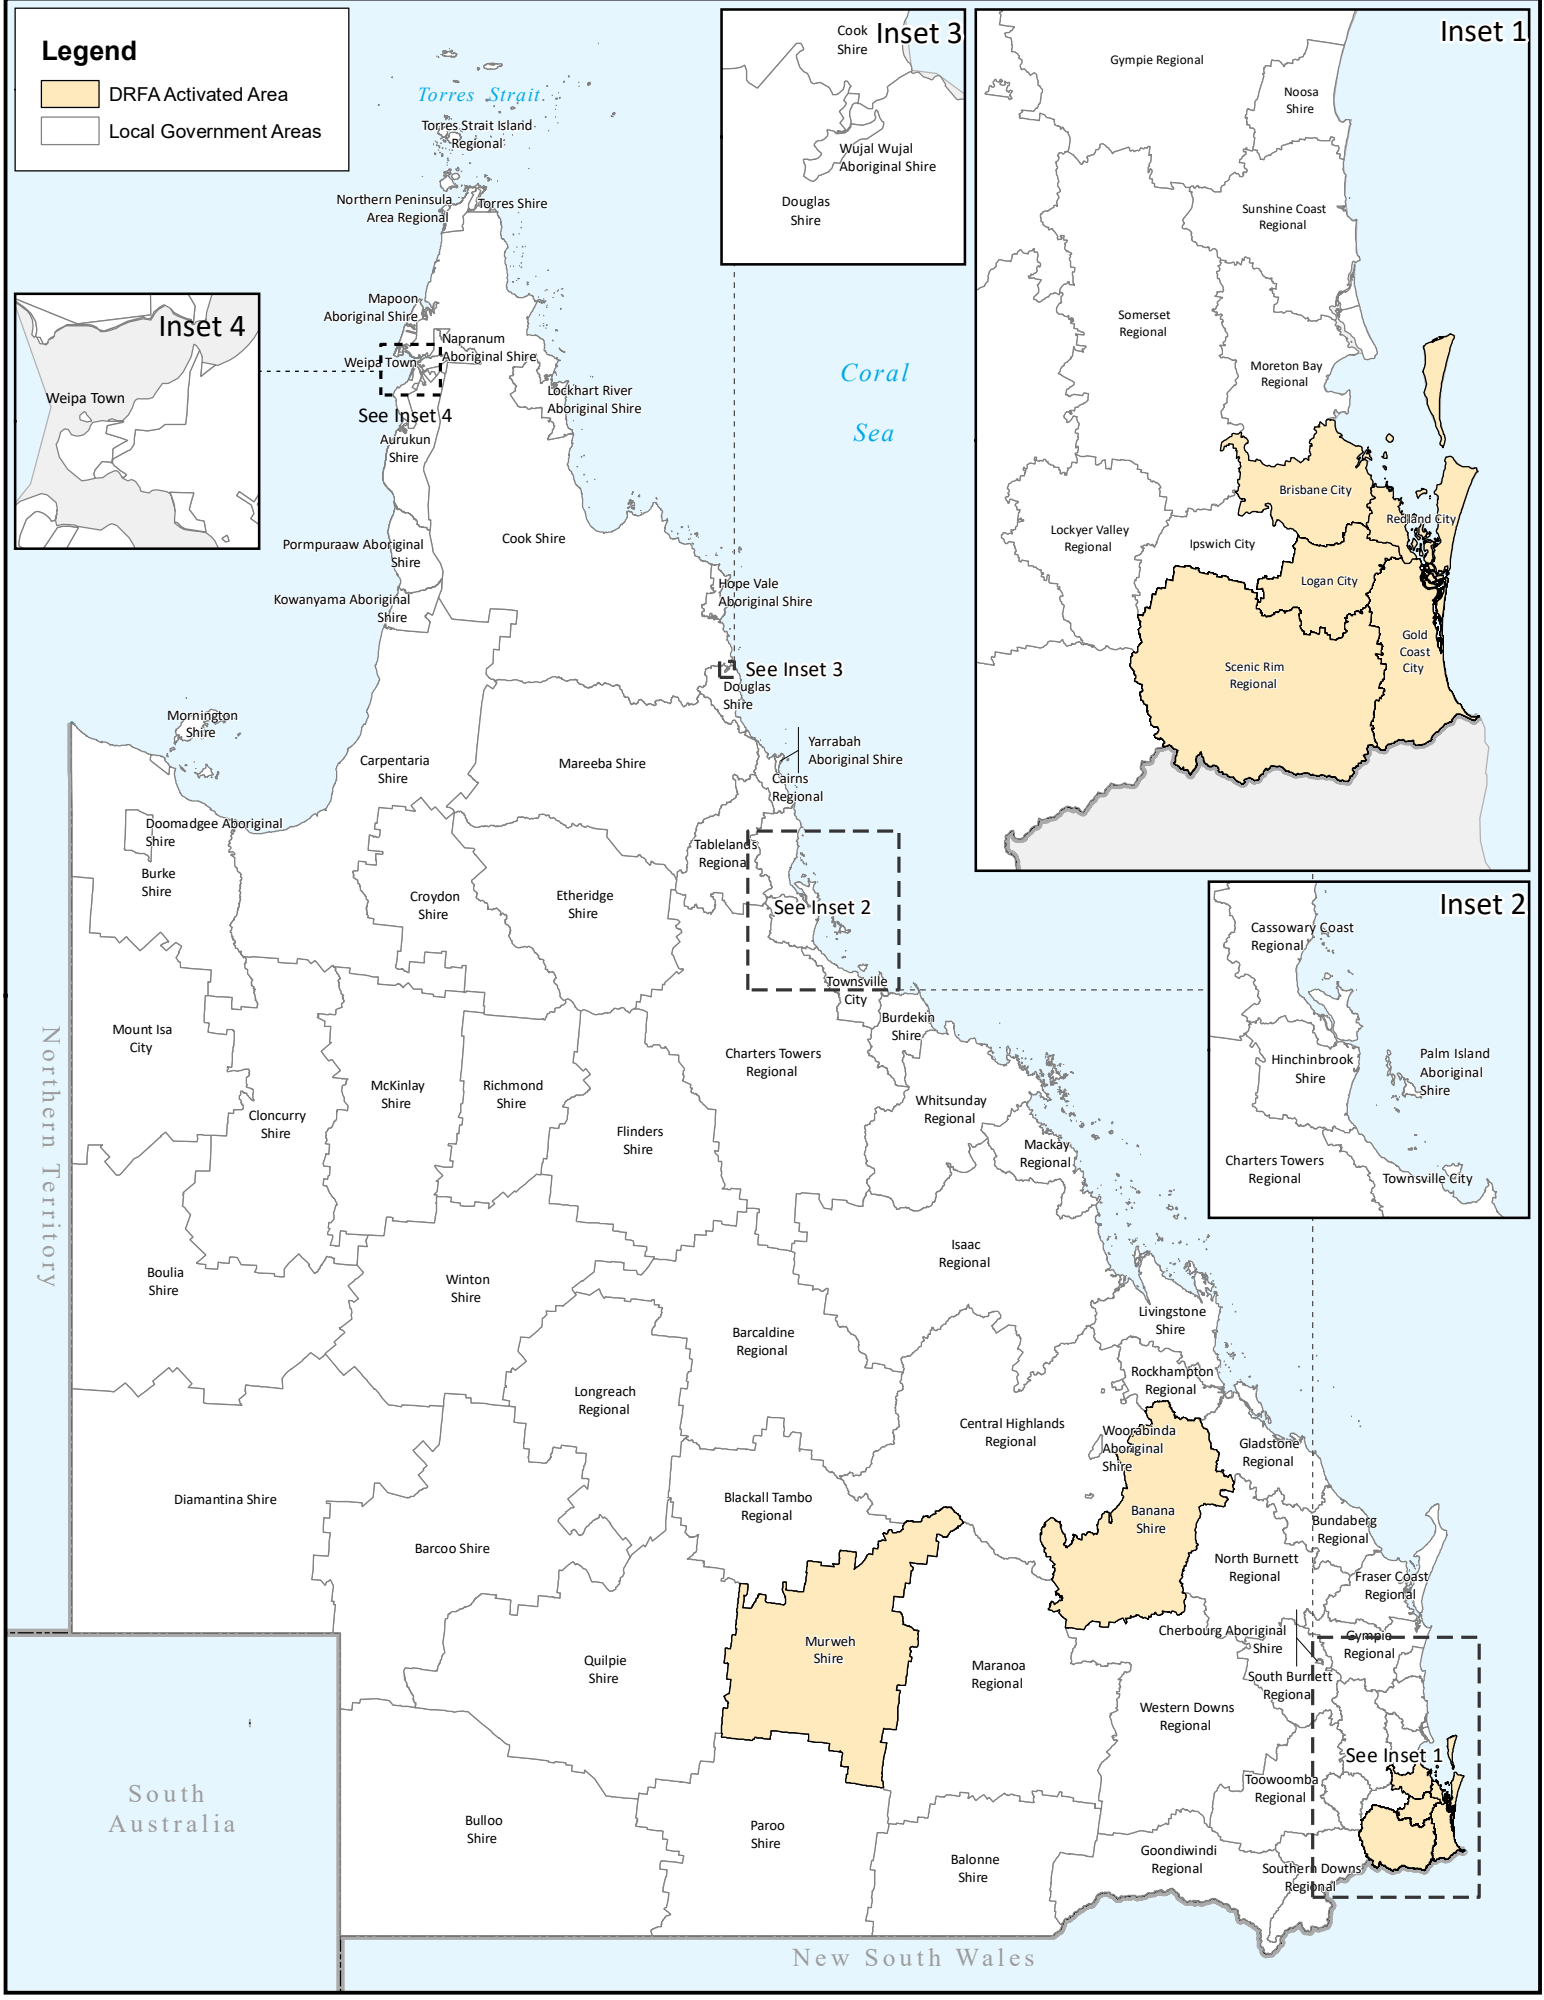 Legend
DRFA Activated Area
Local Government Areas
Torres Strait
Torres Strait Island
Regional
Northern Peninsula
Area Regional
Torres Shire
Mapoon
Aboriginal Shire
Napranum
Aboriginal Shire
Weipa Town
See Inset 4
Lockhart River
Aboriginal Shire
Aurukun
Shire
Cook Shire
Pormpuraaw Aboriginal
Shire
Kowanyama Aboriginal
Shire
Hope Vale
Aboriginal Shire
See Inset 3
Douglas
Shire
Coral
Sea
Mornington
Shire
Carpentaria
Shire
Mareeba Shire
Yarrabah
Aboriginal Shire
Cairns
Regional
Doomadgee Aboriginal
Shire
Burke
Shire
Croydon
Shire
Etheridge
Shire
Tablelands
Regional
See Inset 2
Townsville
City
Burdekin
Shire
Mount Isa
City
Cloncurry
Shire
McKinlay
Shire
Richmond
Shire
Flinders
Shire
Charters Towers
Regional
Whitsunday
Regional
Mackay
Regional
Northern Territory
Boulia
Shire
Winton
Shire
Isaac
Regional
Livingstone
Shire
Barcaldine
Regional
Longreach
Regional
Rockhampton
Regional
Central Highlands
Regional
Woorabinda
Aboriginal
Shire
Gladstone
Regional
Diamantina Shire
Blackall Tambo
Regional
Banana
Shire
Bundaberg
Regional
Barcoo Shire
North Burnett
Regional
Fraser Coast
Regional
Cherbourg Aboriginal
Shire
Gympie
Regional
Quilpie
Shire
Murweh
Shire
Maranoa
Regional
South Burnett
Regional
Western Downs
Regional
See Inset 1
Toowoomba
Regional
South
Australia
Bulloo
Shire
Paroo
Shire
Balonne
Shire
Goondiwindi
Regional
Southern Downs
Regional
New South Wales
Inset 4
Weipa Town
Inset 3
Cook
Shire
Wujal Wujal
Aboriginal Shire
Douglas
Shire
Inset 1
Gympie Regional
Noosa
Shire
Sunshine Coast
Regional
Somerset
Regional
Moreton Bay
Regional
Brisbane City
Redland City
Lockyer Valley
Regional
Ipswich City
Logan City
Gold
Coast
City
Scenic Rim
Regional
Inset 2
Cassowary Coast
Regional
Hinchinbrook
Shire
Palm Island
Aboriginal
Shire
Charters Towers
Regional
Townsville City